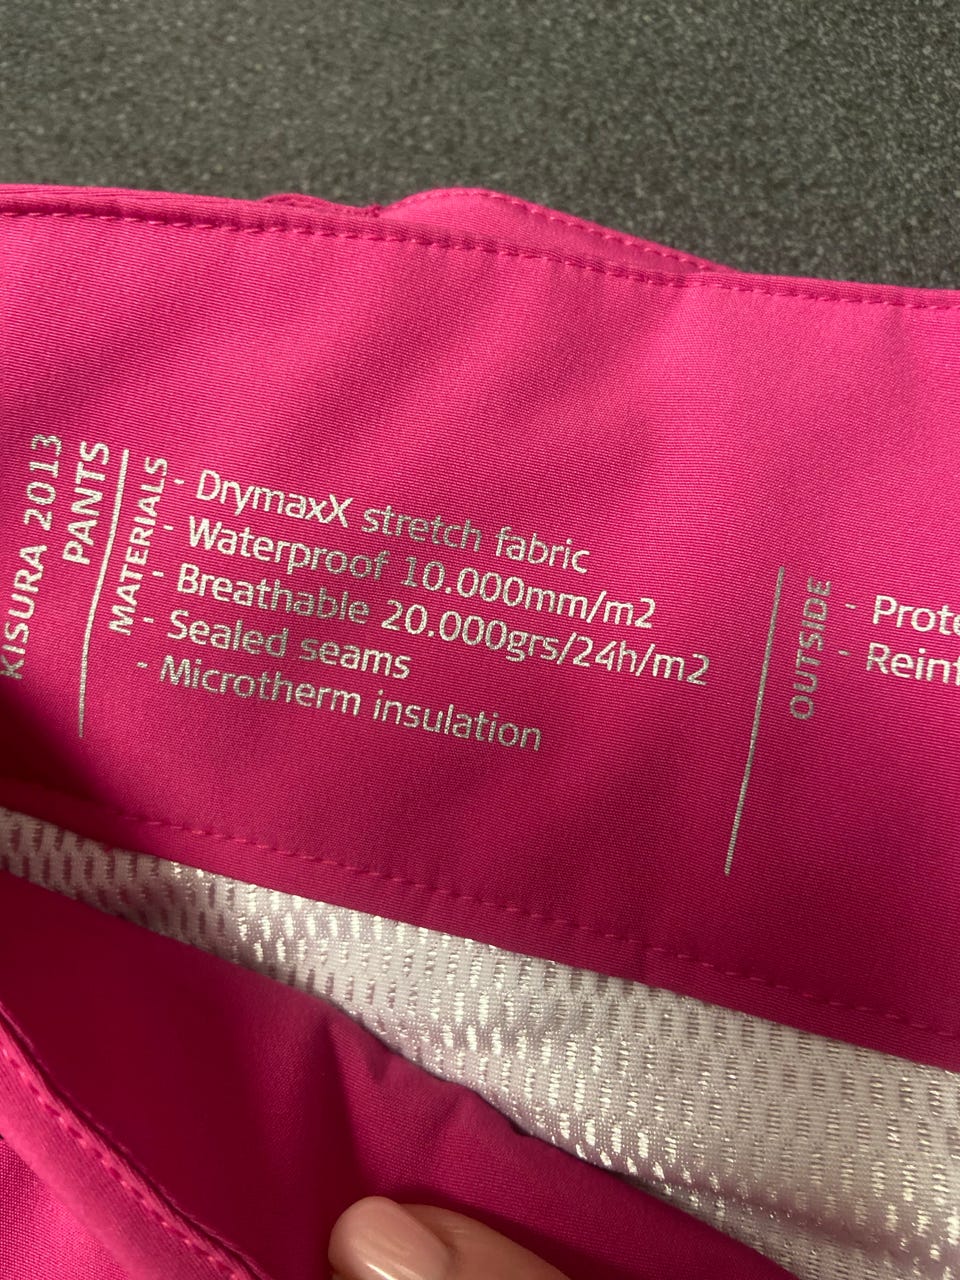 KISURA 2013
PANTS
MATERIALS
- DrymaxX stretch fabric
- Waterproof 10.000mm/m2
- Breathable 20.000grs/24h/m2
- Sealed seams
- Microtherm insulation
OUTSIDE
- Prote
- Reinf